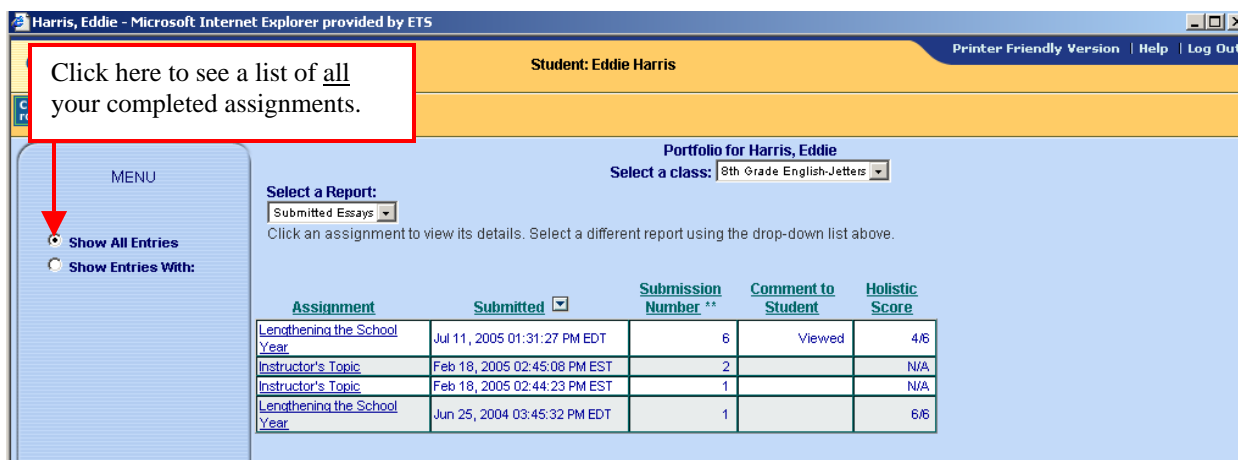 Harris, Eddie - Microsoft Internet Explorer provided by ETS
Printer Friendly Version | Help | Log Out
Student: Eddie Harris
Click here to see a list of all
your completed assignments.
Portfolio for Harris, Eddie
Select a class: 8th Grade English-Jetters
MENU
Select a Report:
Submitted Essays
Click an assignment to view its details. Select a different report using the drop-down list above.
Show All Entries
Show Entries With:
Assignment Submitted Submission Number ** Comment to Student Holistic Score
Lengthening the School Year Jul 11, 2005 01:31:27 PM EDT 6 Viewed 4/6
Instructor's Topic Feb 18, 2005 02:45:08 PM EST 2 N/A
Instructor's Topic Feb 18, 2005 02:44:23 PM EST 1 N/A
Lengthening the School Year Jun 25, 2004 03:45:32 PM EDT 1 6/6